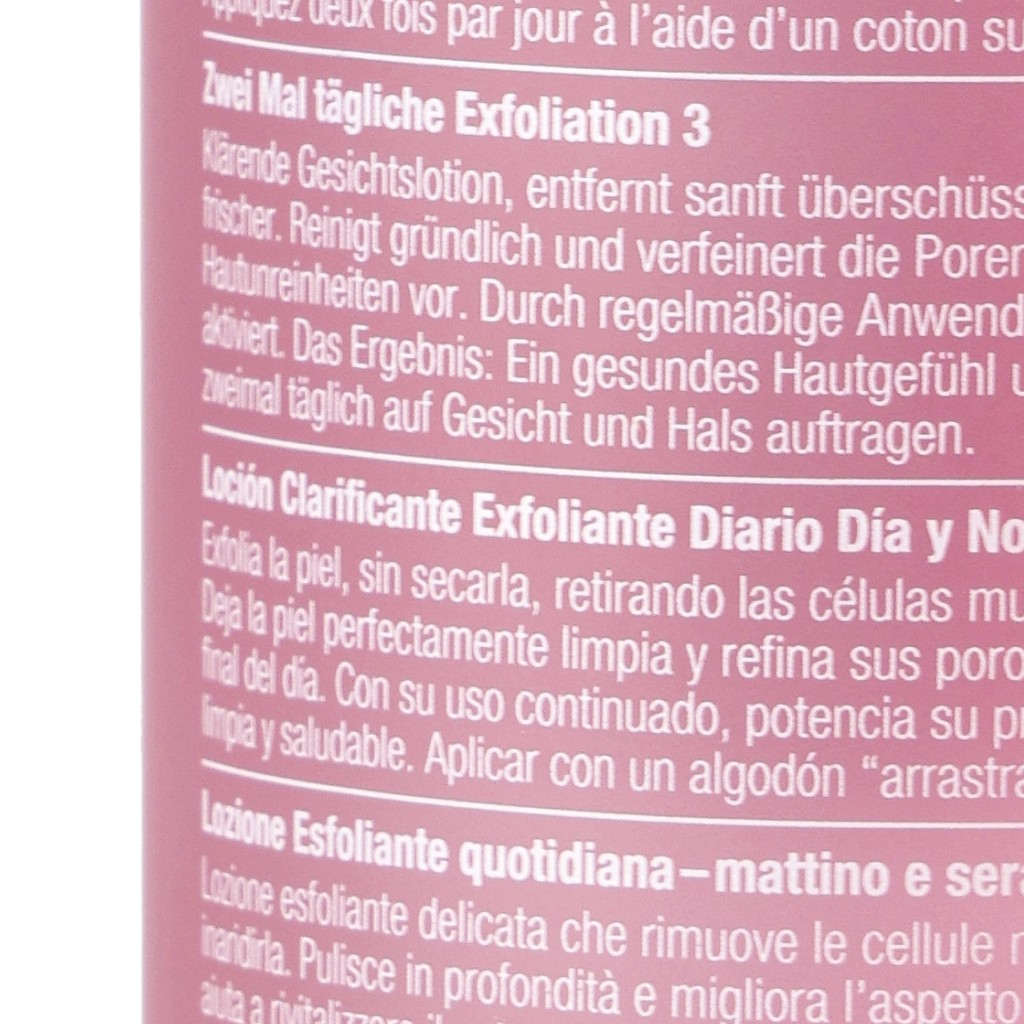 Appliquez deux fois par jour à l'aide d'un coton su
Zwei Mal tägliche Exfoliation 3
Klärende Gesichtslotion, entfernt sanft überschüss
frischer. Reinigt gründlich und verfeinert die Poren
Hautunreinheiten vor. Durch regelmäßige Anwend
aktiviert. Das Ergebnis: Ein gesundes Hautgefühl u
zweimal täglich auf Gesicht und Hals auftragen.
Loción Clarificante Exfoliante Diario Día y No
Exfolia la piel, sin secarla, retirando las células mu
Deja la piel perfectamente limpia y refina sus poro
final del día. Con su uso continuado, potencia su pr
limpia y saludable. Aplicar con un algodón “arrastra
Lozione Esfoliante quotidiana–mattino e sera
Lozione esfoliante delicata che rimuove le cellule
inaridirla. Pulisce in profondità e migliora l'aspetto
aiuta a rivitalizzare